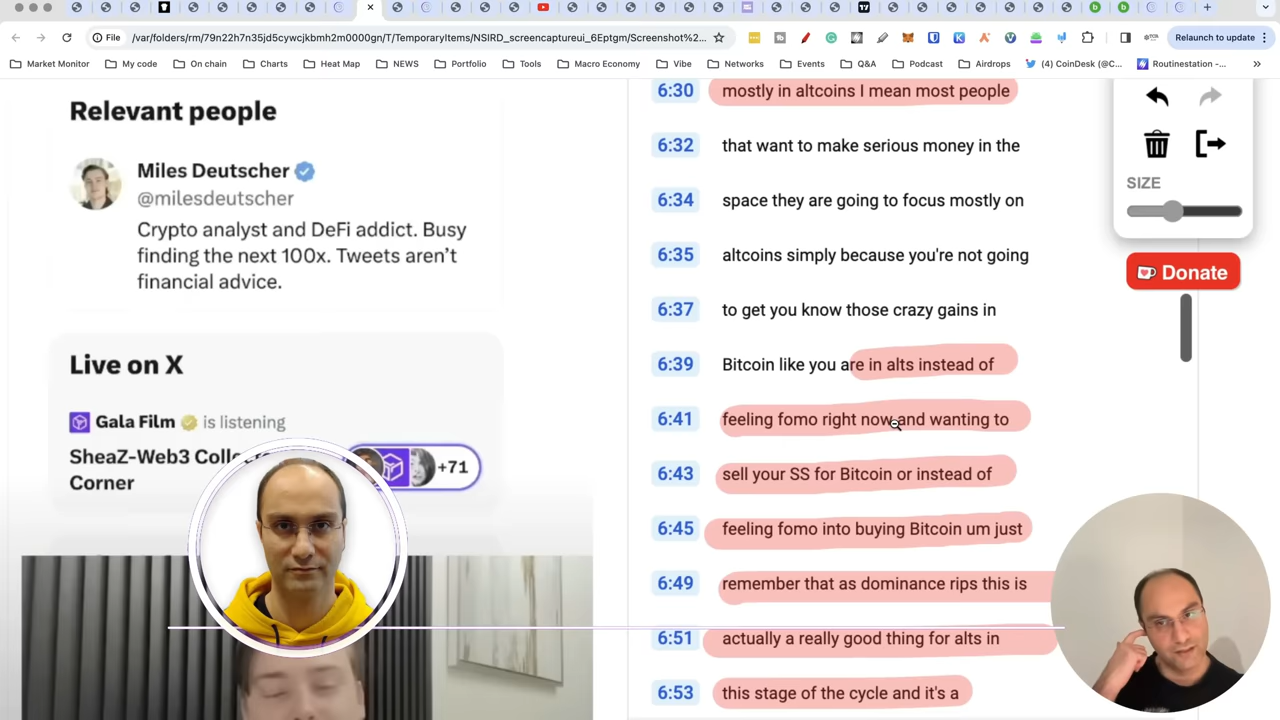 File
/var/folders/rm/79n22h7n35jd5cywcjkbmh2m0000gn/T/TemporaryItems/NSIRD_screencaptureui_6Eptgm/Screenshot%2...
Relaunch to update
Market Monitor
My code
On chain
Charts
Heat Map
NEWS
Portfolio
Tools
Macro Economy
Vibe
Networks
Events
Q&A
Podcast
Airdrops
(4) CoinDesk (@C...
Routinestation -...
Relevant people
Miles Deutscher
@milesdeutscher
Crypto analyst and DeFi addict. Busy
finding the next 100x. Tweets aren't
financial advice.
Live on X
Gala Film is listening
SheaZ-Web3
Corner
+71
6:30 mostly in altcoins I mean most people
6:32 that want to make serious money in the
6:34 space they are going to focus mostly on
6:35 altcoins simply because you're not going
6:37 to get you know those crazy gains in
6:39 Bitcoin like you are in alts instead of
6:41 feeling fomo right now and wanting to
6:43 sell your SS for Bitcoin or instead of
6:45 feeling fomo into buying Bitcoin um just
6:49 remember that as dominance rips this is
6:51 actually a really good thing for alts in
6:53 this stage of the cycle and it's a
SIZE
Donate